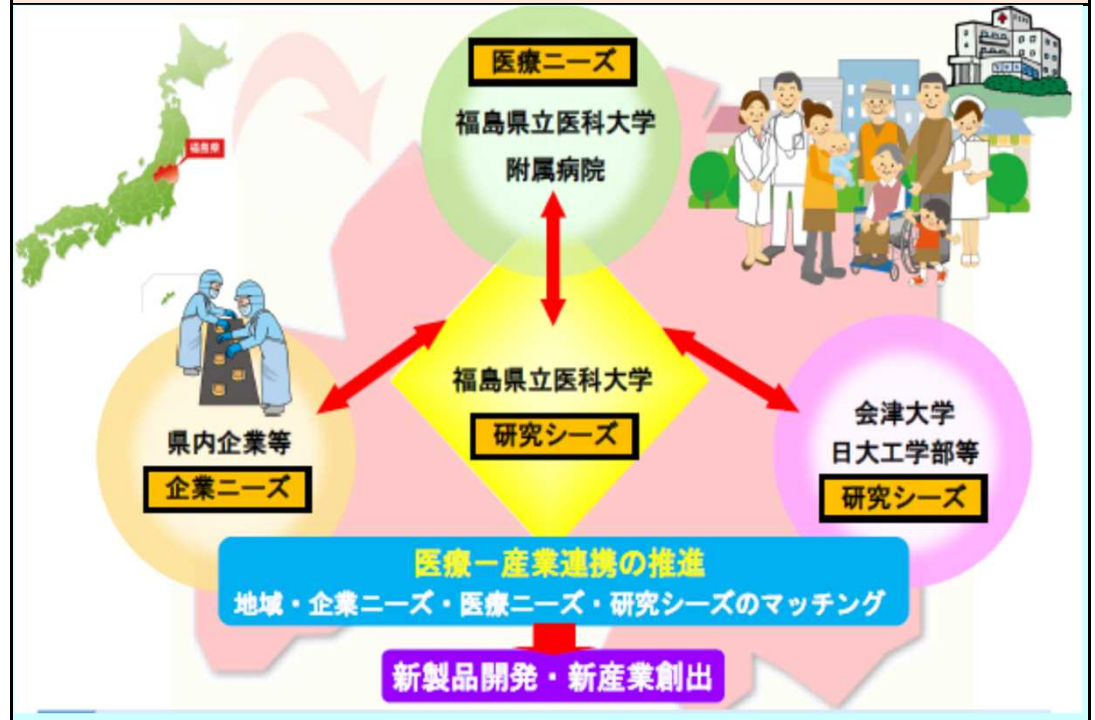 医療ニーズ
福島県立医科大学
附属病院
福島県
福島県立医科大学
研究シーズ
県内企業等
企業ニーズ
会津大学
日大工学部等
研究シーズ
医療－産業連携の推進
地域・企業ニーズ・医療ニーズ・研究シーズのマッチング
新製品開発・新産業創出